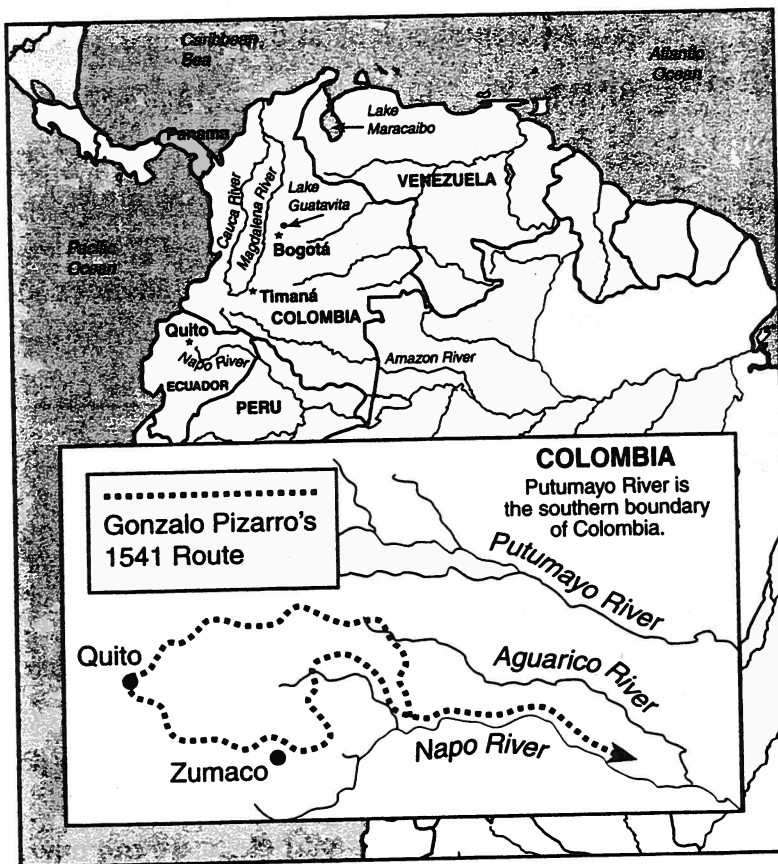 Caribbean
Sea
Atlantic
Ocean
Lake
Maracaibo
Panama
VENEZUELA
Lake
Guatavita
Cauca River
Magdalena River
Pacific
Ocean
Bogotá
Timaná
COLOMBIA
Quito
Napo River
Amazon River
ECUADOR
PERU
COLOMBIA
Putumayo River is
the southern boundary
of Colombia.
Gonzalo Pizarro's
1541 Route
Putumayo River
Quito
Aguarico River
Napo River
Zumaco